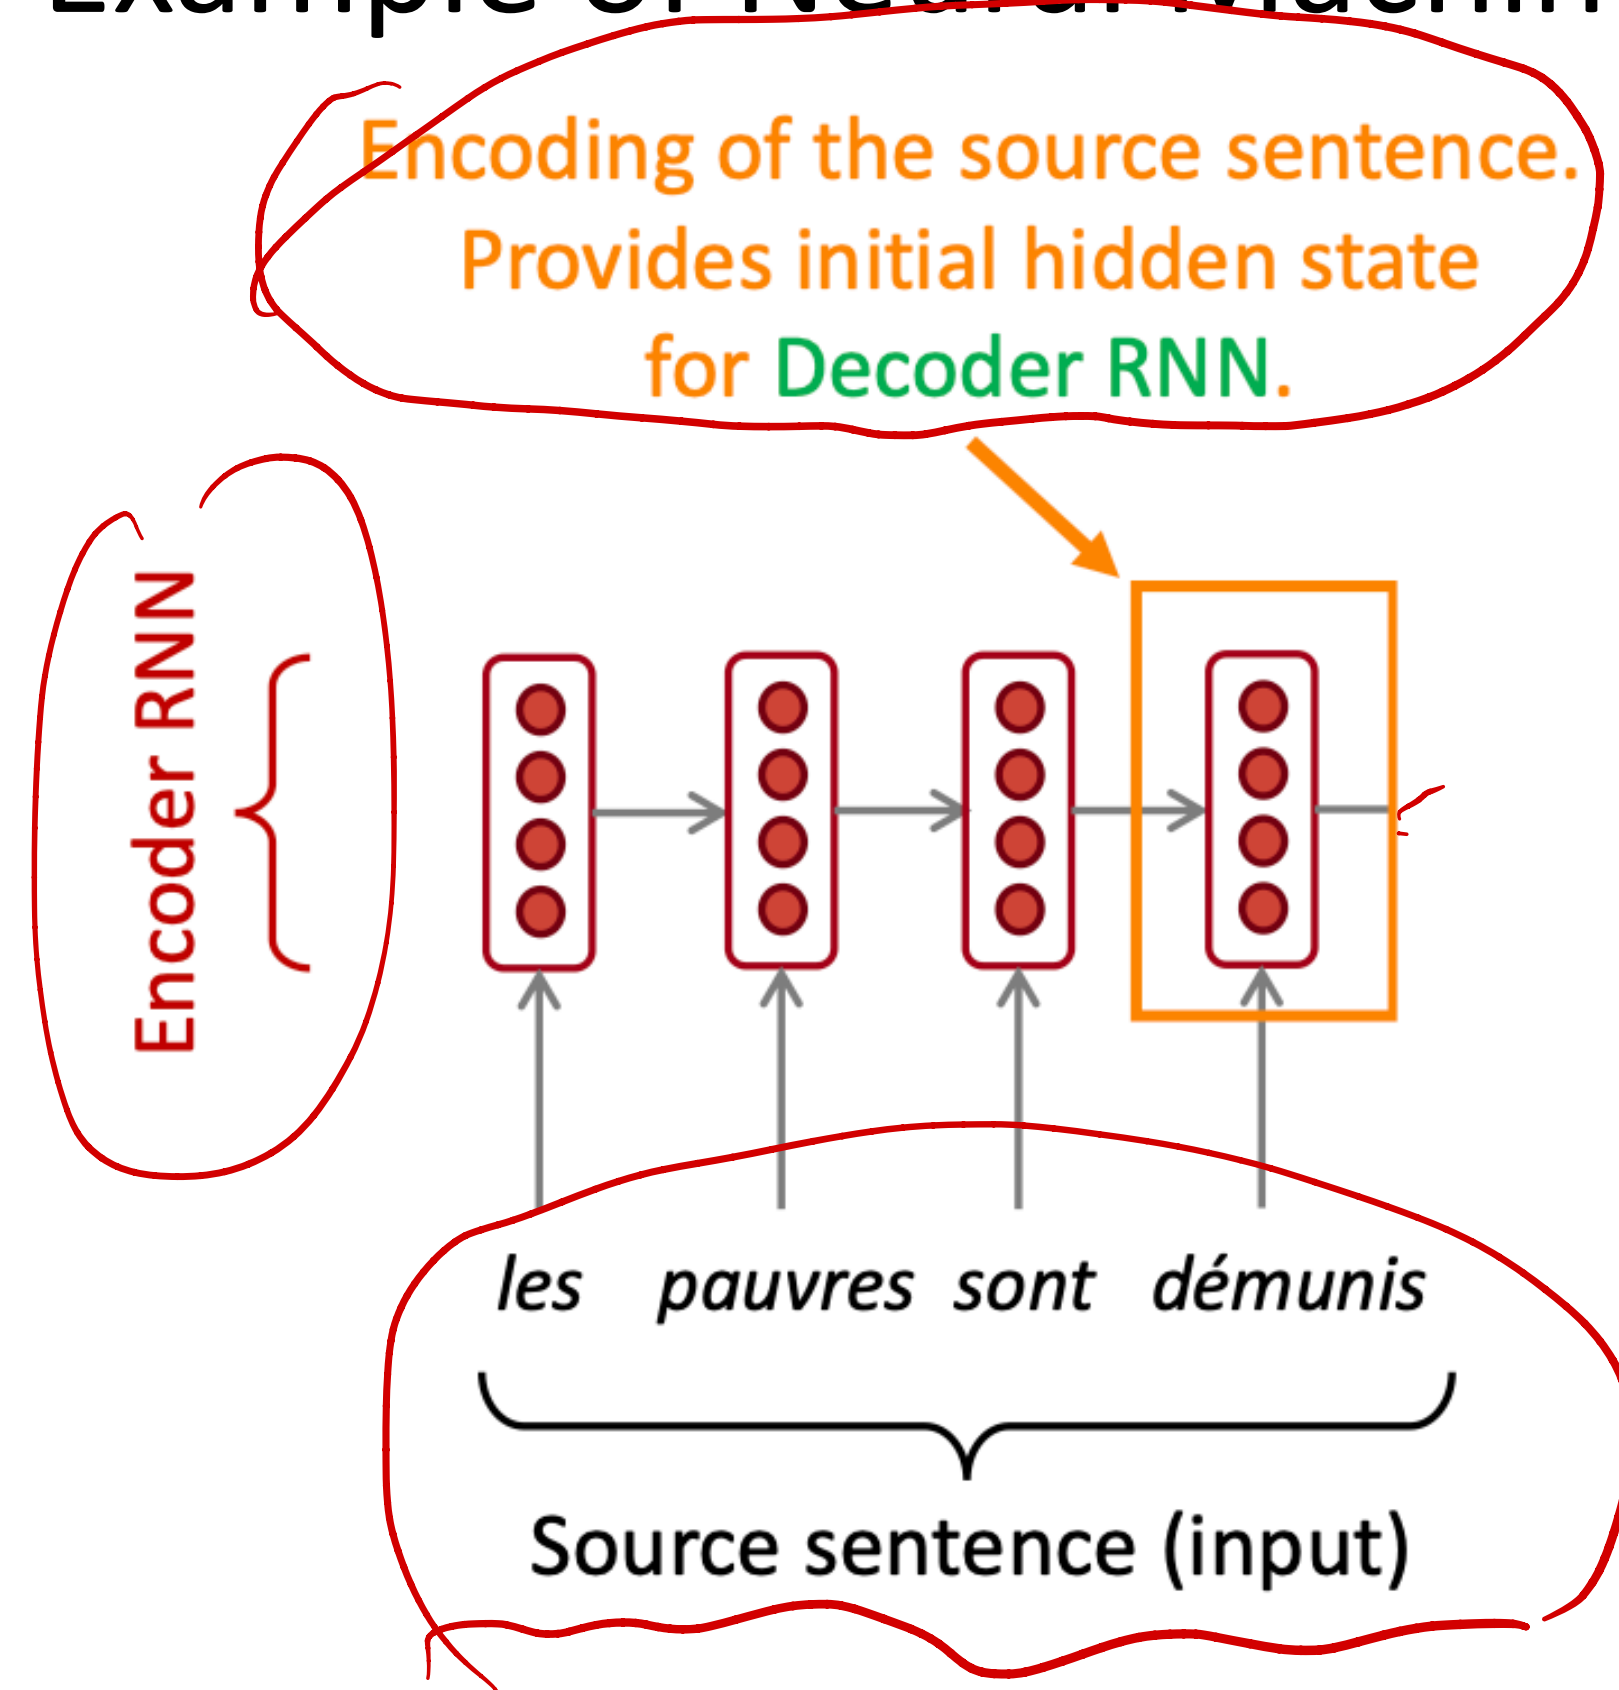 Encoding of the source sentence.
Provides initial hidden state
for Decoder RNN.
Encoder RNN
les pauvres sont démunis
Source sentence (input)